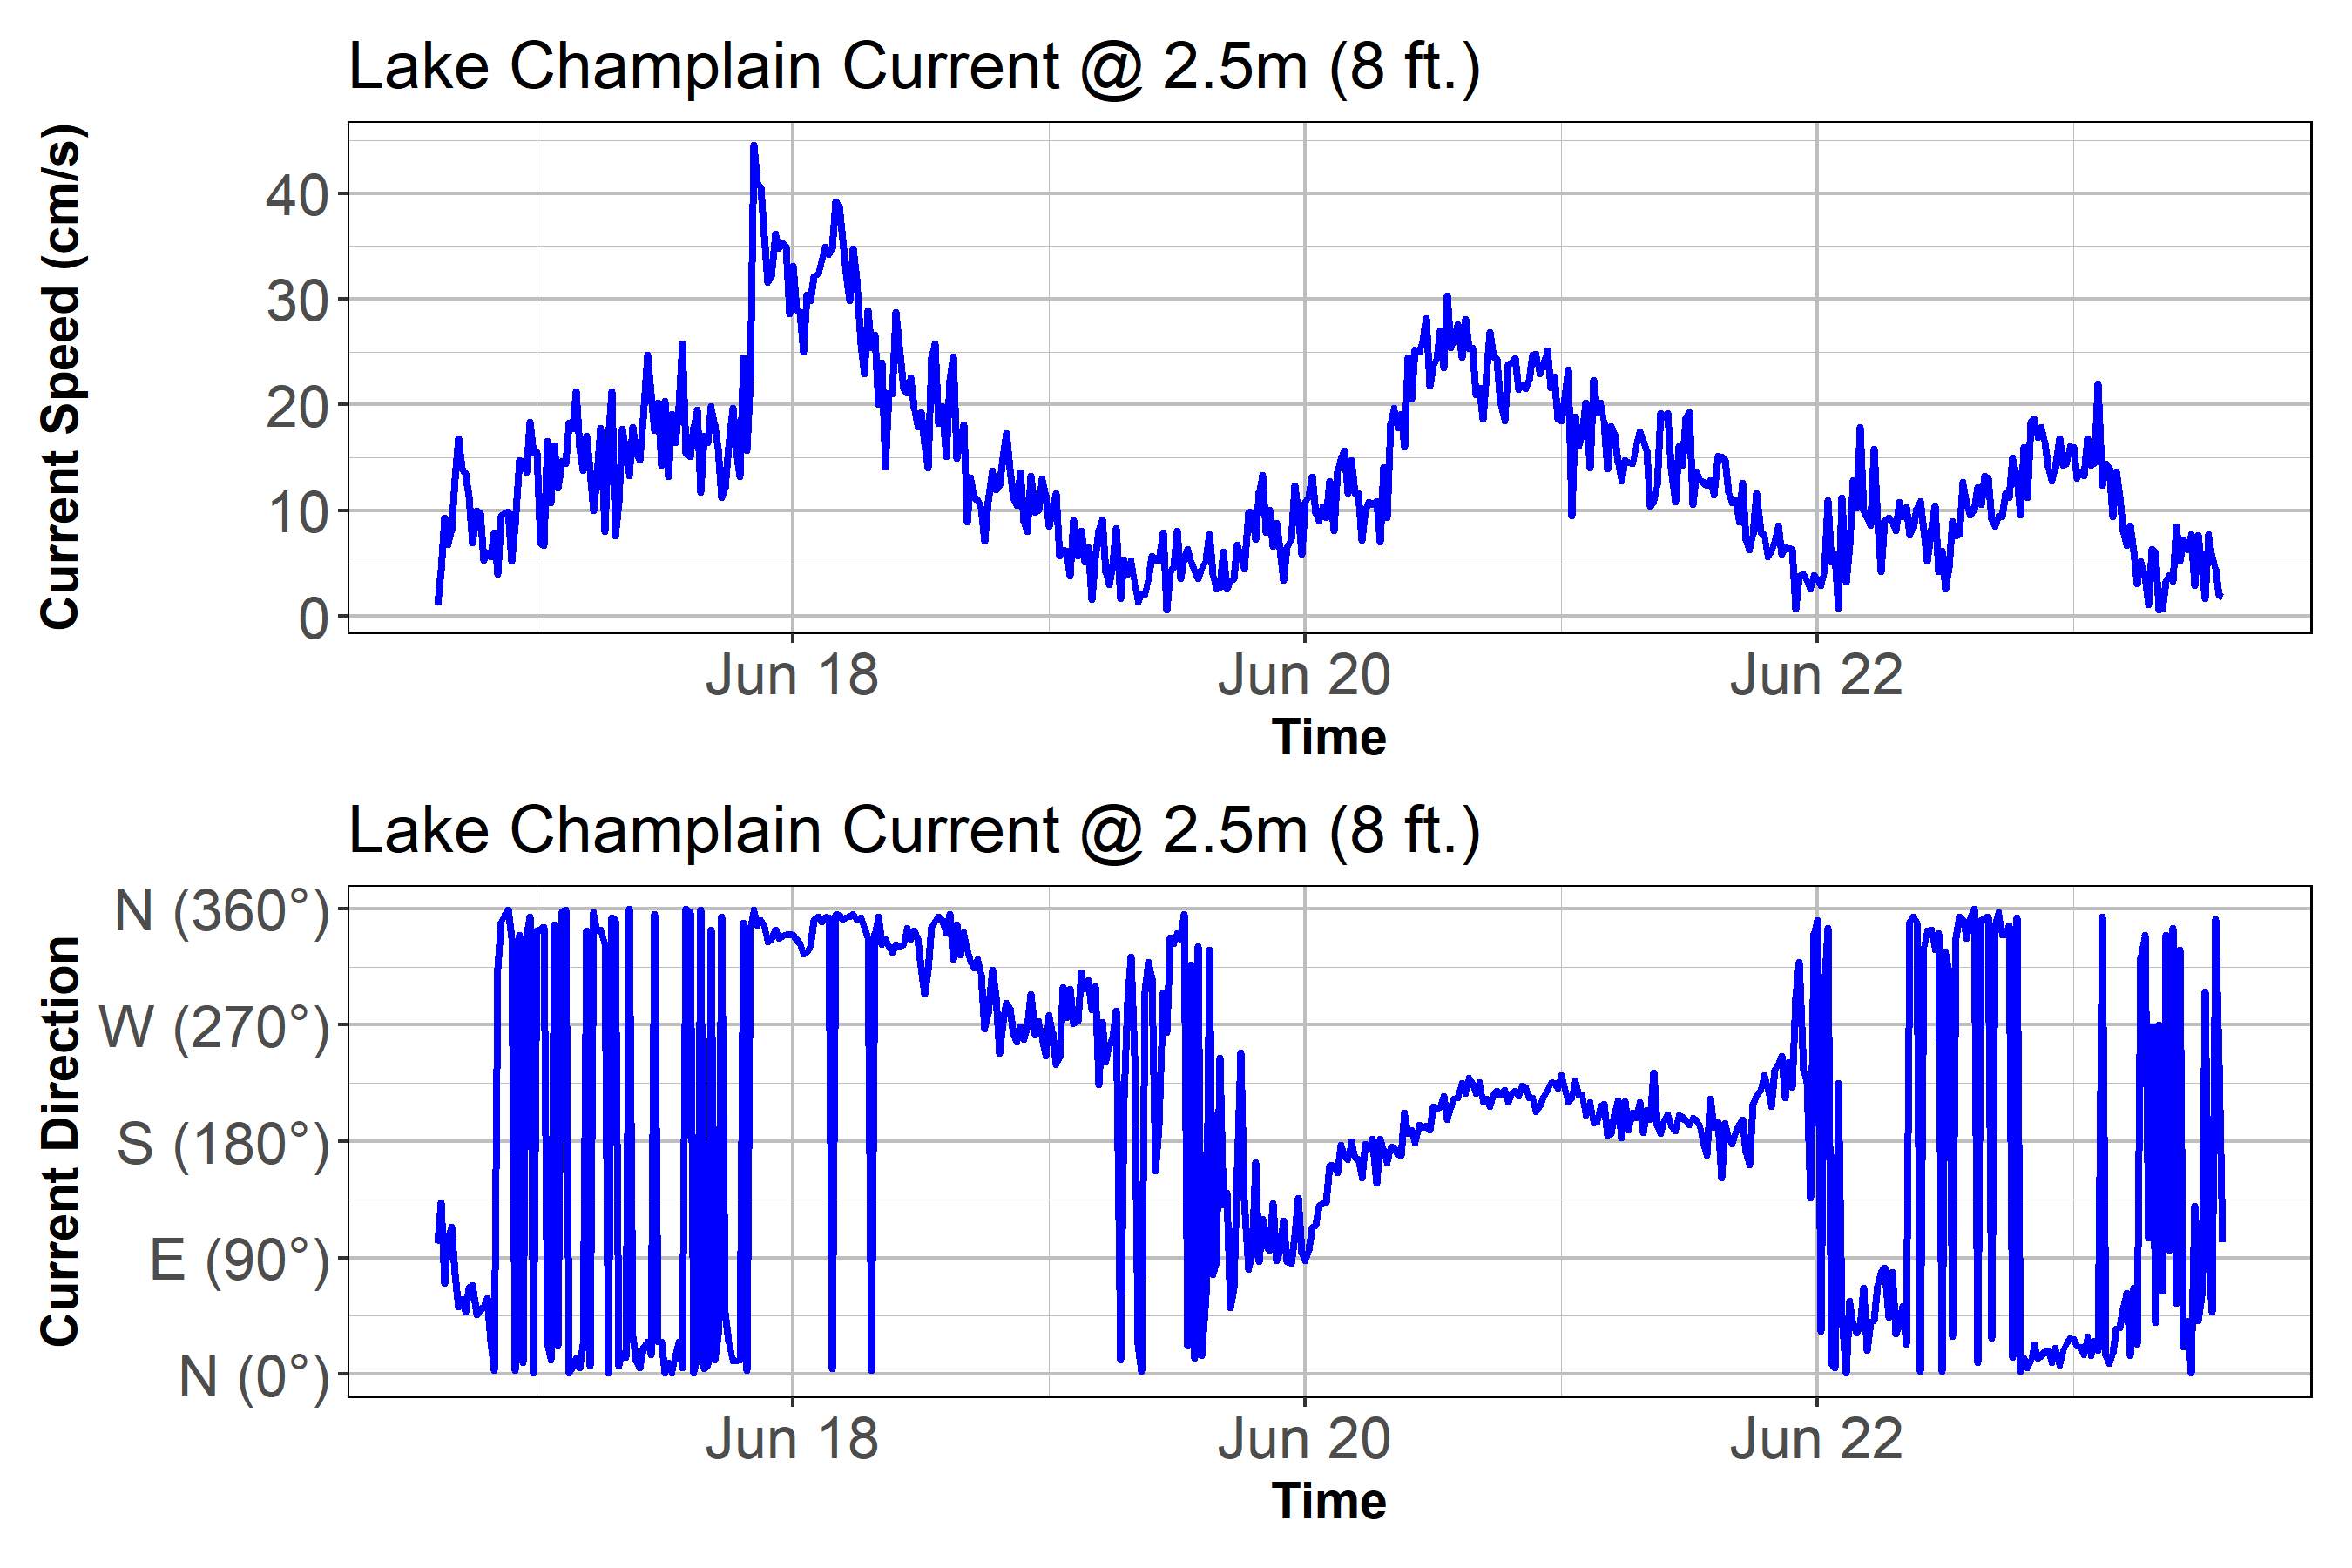 Lake Champlain Current @ 2.5m (8 ft.)
Current Speed (cm/s)
40
30
20
10
0
Jun 18 Jun 20 Jun 22
Time
Lake Champlain Current @ 2.5m (8 ft.)
Current Direction
N (360°)
W (270°)
S (180°)
E (90°)
N (0°)
Jun 18 Jun 20 Jun 22
Time